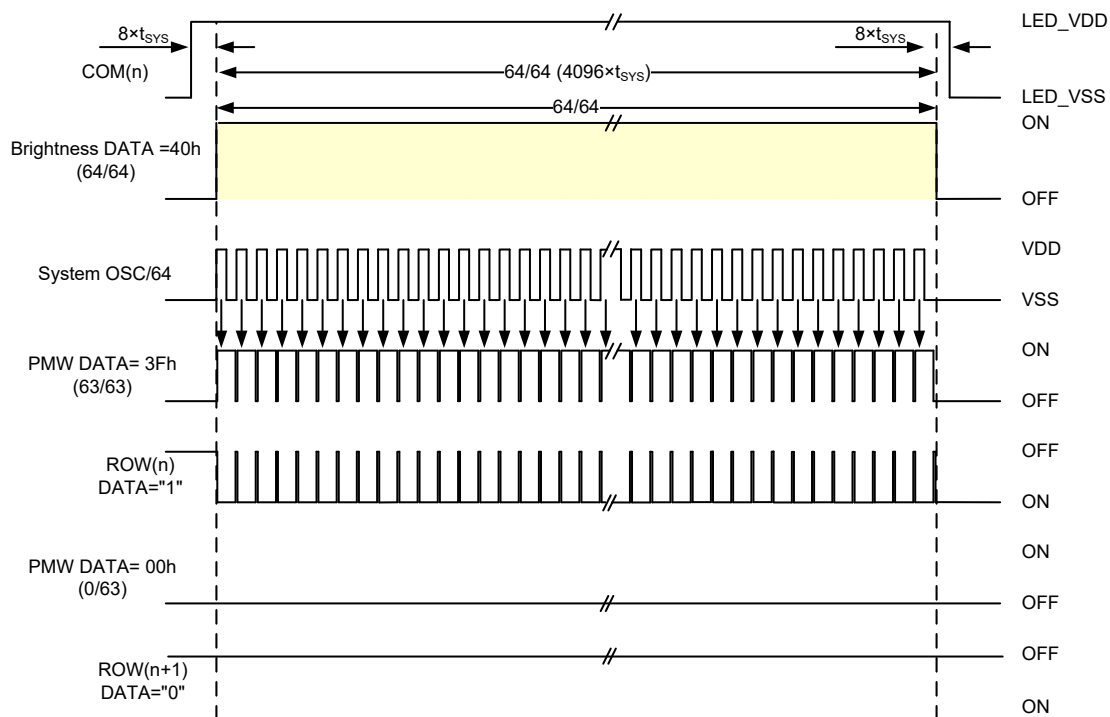 LED_VDD
8×tSYS
8×tSYS
COM(n)
64/64 (4096×tSYS)
LED_VSS
64/64
ON
Brightness DATA =40h
(64/64)
OFF
VDD
System OSC/64
VSS
ON
PMW DATA= 3Fh
(63/63)
OFF
OFF
ROW(n)
DATA="1"
ON
ON
PMW DATA= 00h
(0/63)
OFF
OFF
ROW(n+1)
DATA="0"
ON